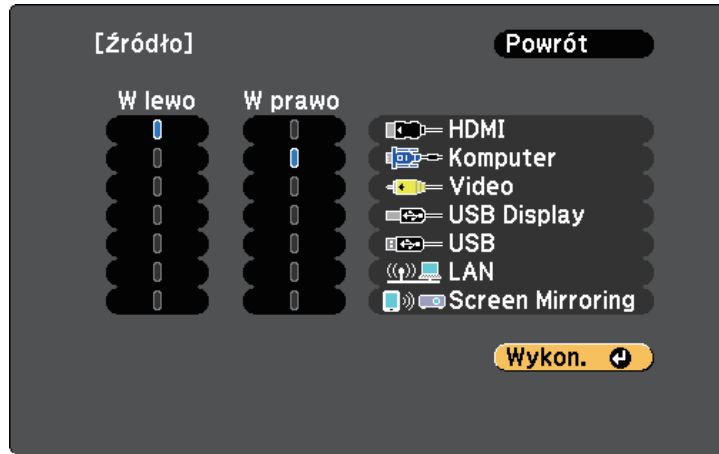 [Źródło]
Powrót
W lewo W prawo
HDMI
Komputer
Video
USB Display
USB
LAN
Screen Mirroring
Wykon.